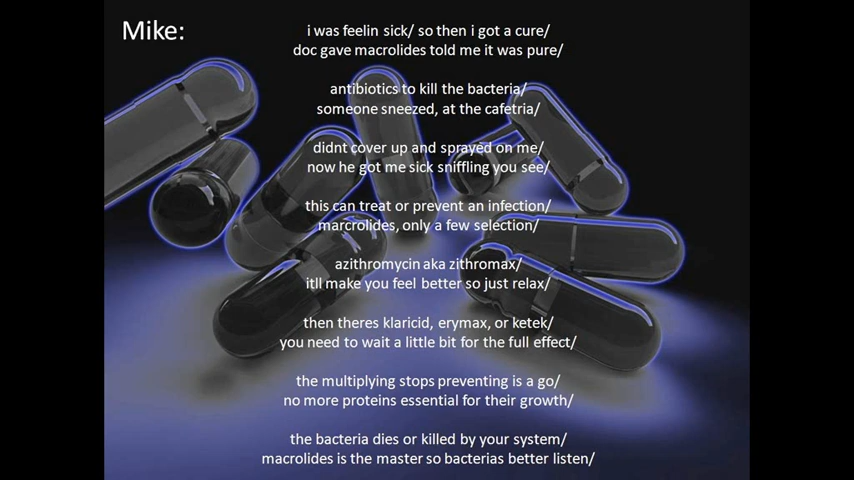 Mike:
i was feelin sick/ so then i got a cure/
doc gave macrolides told me it was pure/
antibiotics to kill the bacteria/
someone sneezed, at the cafetria/
didnt cover up and sprayed on me/
now he got me sick sniffling you see/
this can treat or prevent an infection/
marcrolides, only a few selection/
azithromycin aka zithromax/
itll make you feel better so just relax/
then theres klaricid, erymax, or ketek/
you need to wait a little bit for the full effect/
the multiplying stops preventing is a go/
no more proteins essential for their growth/
the bacteria dies or killed by your system/
macrolides is the master so bacterias better listen/